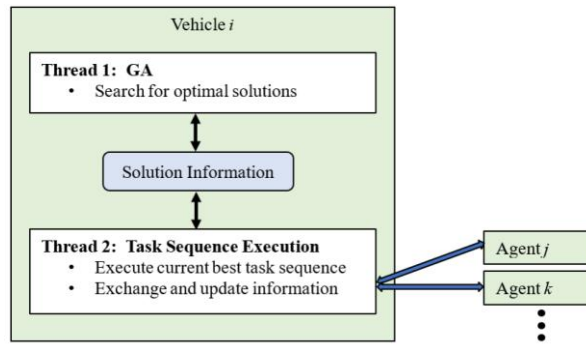 Vehicle i
Thread 1: GA
• Search for optimal solutions
Solution Information
Thread 2: Task Sequence Execution
• Execute current best task sequence
• Exchange and update information
Agent j
Agent k